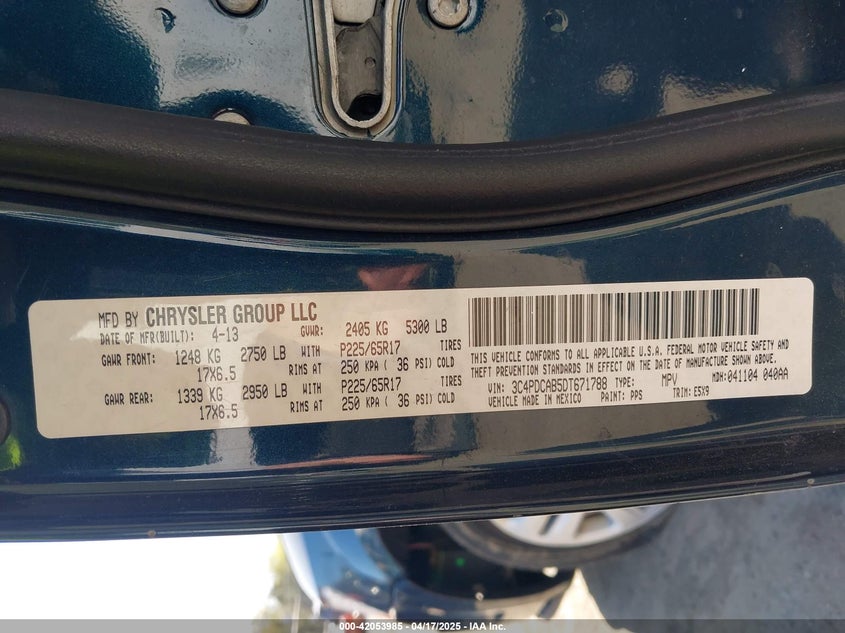 MFD BY CHRYSLER GROUP LLC
DATE OF MFR(BUILT): 4-13 GVWR: 2405 KG 5300 LB
GAWR FRONT: 1248 KG 2750 LB WITH P225/65R17 TIRES
17X6.5 RIMS AT 250 KPA ( 36 PSI) COLD
GAWR REAR: 1339 KG 2950 LB WITH P225/65R17 TIRES
17X6.5 RIMS AT 250 KPA ( 36 PSI) COLD
THIS VEHICLE CONFORMS TO ALL APPLICABLE U.S.A. FEDERAL MOTOR VEHICLE SAFETY AND
THEFT PREVENTION STANDARDS IN EFFECT ON THE DATE OF MANUFACTURE SHOWN ABOVE.
VIN: 3C4PDCAB5DT671788 TYPE: MPV MDH: 041104 040AA
VEHICLE MADE IN MEXICO PAINT: PPS TRIM: E5X9
000-42053985 - 04/17/2025 - IAA Inc.